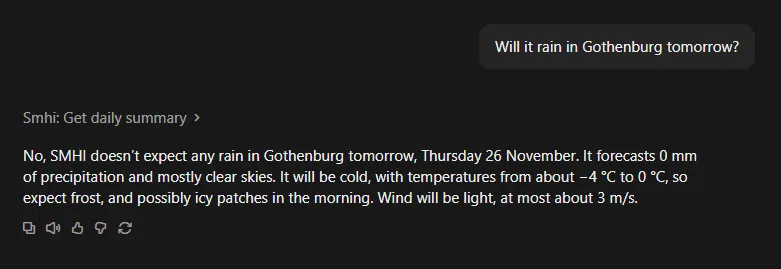 Will it rain in Gothenburg tomorrow?
Smhi: Get daily summary
No, SMHI doesn't expect any rain in Gothenburg tomorrow, Thursday 26 November. It forecasts 0 mm
of precipitation and mostly clear skies. It will be cold, with temperatures from about −4 °C to 0 °C, so
expect frost, and possibly icy patches in the morning. Wind will be light, at most about 3 m/s.